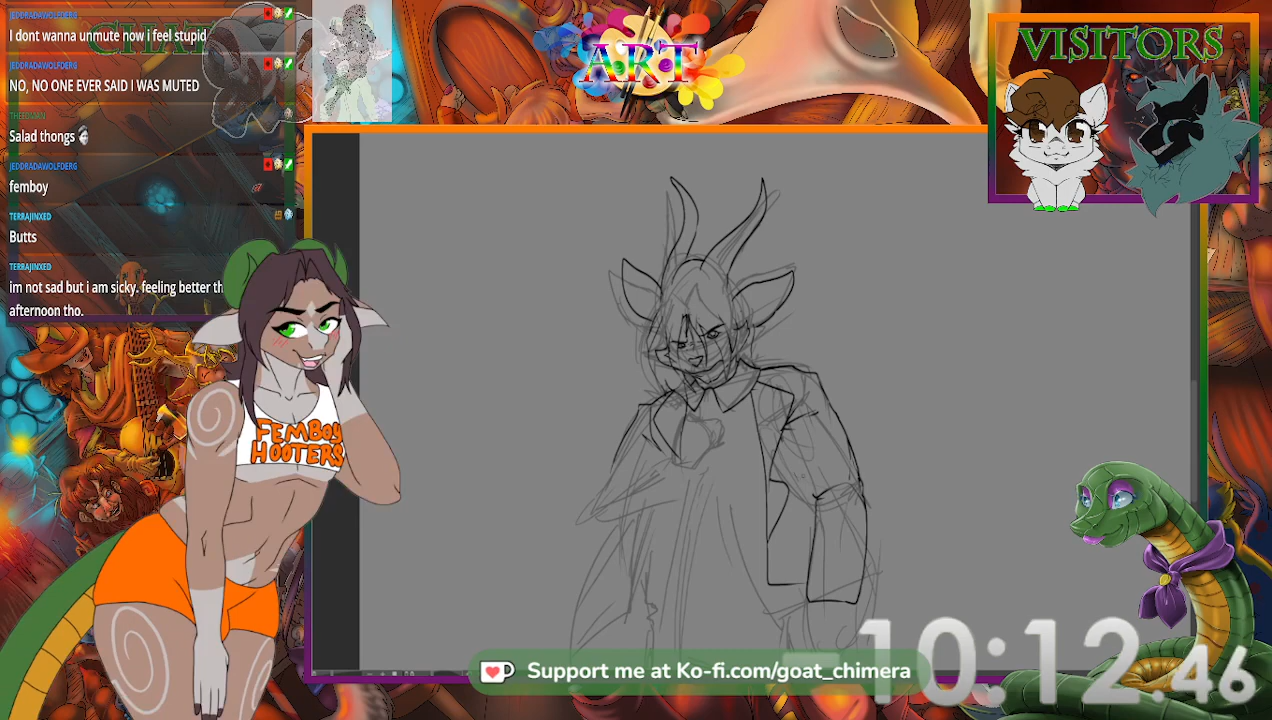 CHAT
JEDDRADAWOLFDERG
I dont wanna unmute now i feel stupid
JEDDRADAWOLFDERG
NO, NO ONE EVER SAID I WAS MUTED
Salad thongs
JEDDRADAWOLFDERG
femboy
TERRAJINXED
Butts
TERRAJINXED
im not sad but i am sicky. feeling better th
afternoon tho.
ART
VISITORS
FEMBOY
HOOTERS
Support me at Ko-fi.com/goat_chimera
-10:12.46